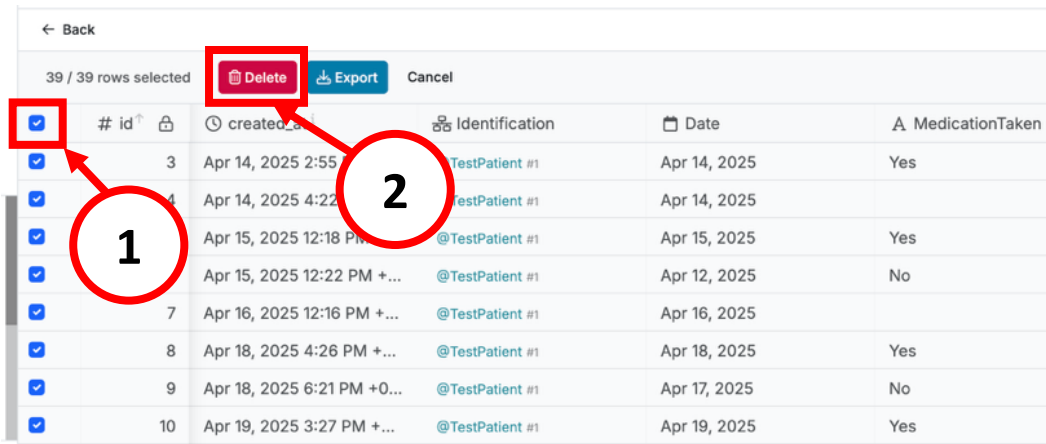 ← Back
39 / 39 rows selected Delete Export Cancel
# id created_a Identification Date MedicationTaken
3 Apr 14, 2025 2:55 @TestPatient #1 Apr 14, 2025 Yes
4 Apr 14, 2025 4:22 TestPatient #1 Apr 14, 2025
Apr 15, 2025 12:18 PM @TestPatient #1 Apr 15, 2025 Yes
Apr 15, 2025 12:22 PM +... @TestPatient #1 Apr 12, 2025 No
7 Apr 16, 2025 12:16 PM +... @TestPatient #1 Apr 16, 2025
8 Apr 18, 2025 4:26 PM +... @TestPatient #1 Apr 18, 2025 Yes
9 Apr 18, 2025 6:21 PM +0... @TestPatient #1 Apr 17, 2025 No
10 Apr 19, 2025 3:27 PM +... @TestPatient #1 Apr 19, 2025 Yes
1
2